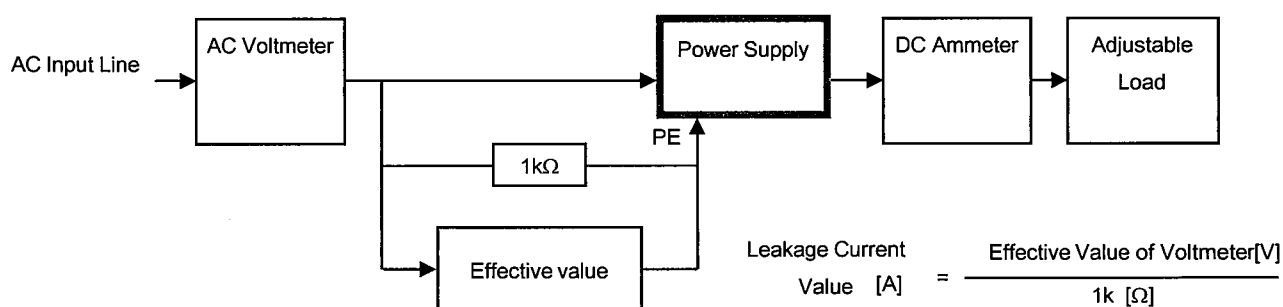 AC Input Line
AC Voltmeter
Power Supply
DC Ammeter
Adjustable
Load
PE
1kΩ
Effective value
Leakage Current
Value [A]
=
Effective Value of Voltmeter[V]
1k [Ω]